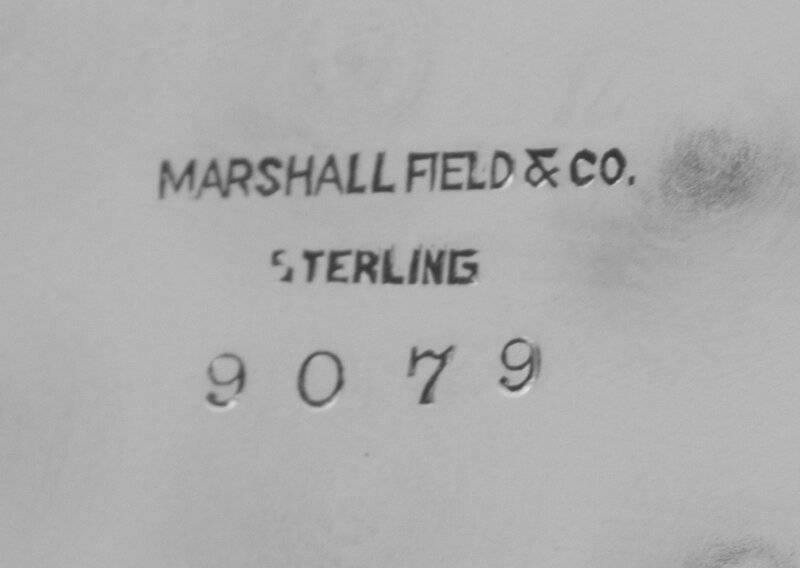 MARSHALL FIELD & CO.
STERLING
9079